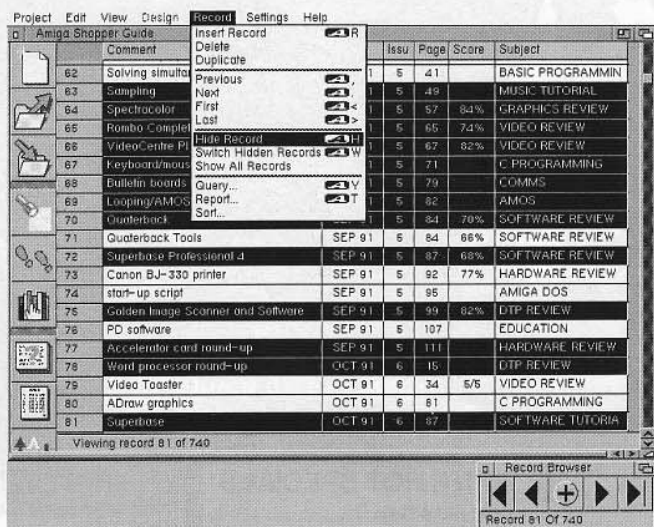 Project Edit View Design Record Settings Help
Amiga Shopper Guide
Insert Record R
Delete
Duplicate
Previous ,
Next .
First <
Last >
Hide Record H
Switch Hidden Records W
Show All Records
Query... Y
Report... T
Sort...
Comment Issu Page Score Subject
62 Solving simultan 1 5 41 BASIC PROGRAMMIN
63 Sampling 1 5 49 MUSIC TUTORIAL
64 Spectracolor 1 5 57 84% GRAPHICS REVIEW
65 Rombo Complet 1 5 65 74% VIDEO REVIEW
66 VideoCentre Pl 1 5 67 82% VIDEO REVIEW
67 Keyboard/mous 1 5 71 C PROGRAMMING
68 Bulletin boards 1 5 79 COMMS
69 Looping/AMOS 1 5 82 AMOS
70 Quaterback SEP 91 5 84 70% SOFTWARE REVIEW
71 Quaterback Tools SEP 91 5 84 66% SOFTWARE REVIEW
72 Superbase Professional 4 SEP 91 5 87 68% SOFTWARE REVIEW
73 Canon BJ-330 printer SEP 91 5 92 77% HARDWARE REVIEW
74 start-up script SEP 91 5 95 AMIGA DOS
75 Golden Image Scanner and Software SEP 91 5 99 82% DTP REVIEW
76 PD software SEP 91 5 107 EDUCATION
77 Accelerator card round-up SEP 91 5 111 HARDWARE REVIEW
78 Word processor round-up OCT 91 6 15 DTP REVIEW
79 Video Toaster OCT 91 6 34 5/5 VIDEO REVIEW
80 ADraw graphics OCT 91 6 81 C PROGRAMMING
81 Superbase OCT 91 6 87 SOFTWARE TUTORIA
Viewing record 81 of 740
Record Browser
Record 81 Of 740